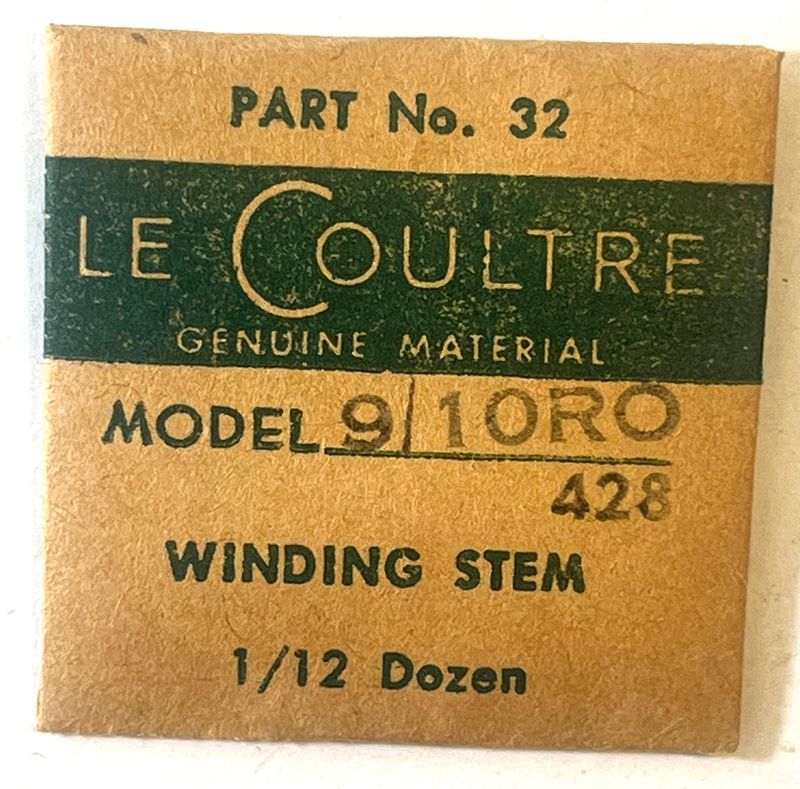 PART No. 32
LE COULTRE
GENUINE MATERIAL
MODEL 9/10RO
428
WINDING STEM
1/12 Dozen